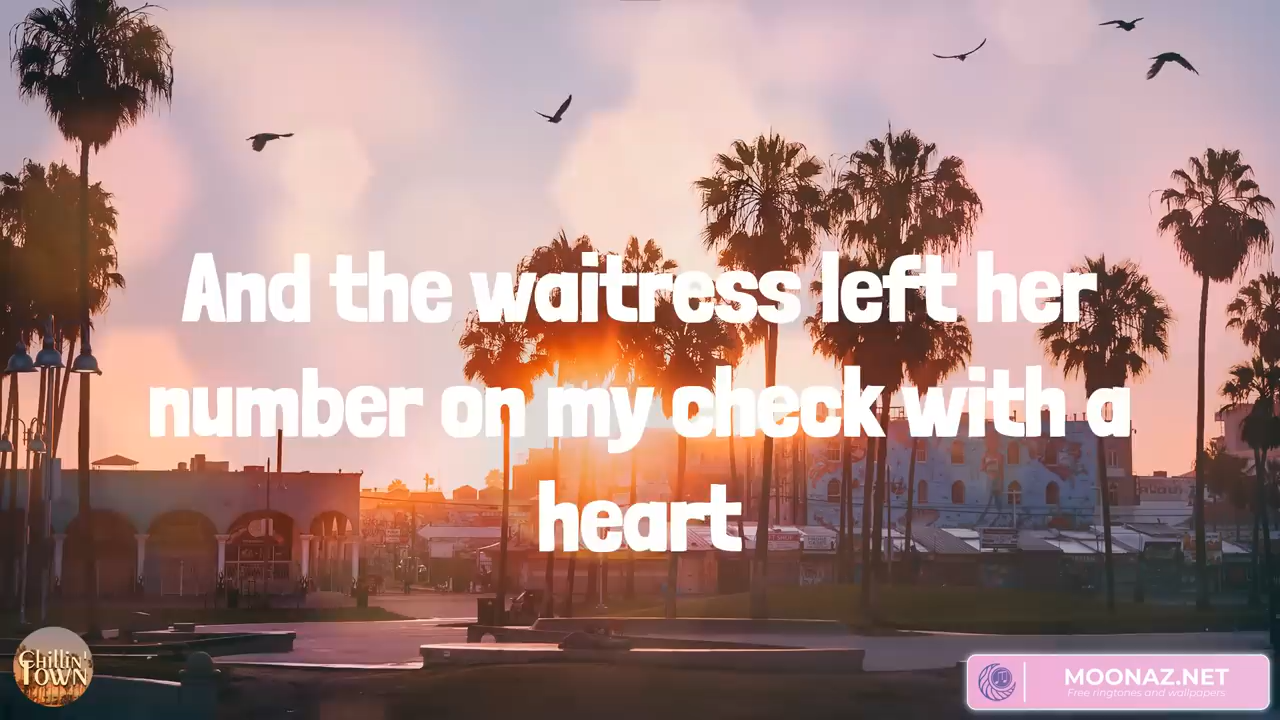 And the waitress left her
number on my check with a
heart
Chillin'
TOWN
MOONAZ.NET
Free ringtones and wallpapers